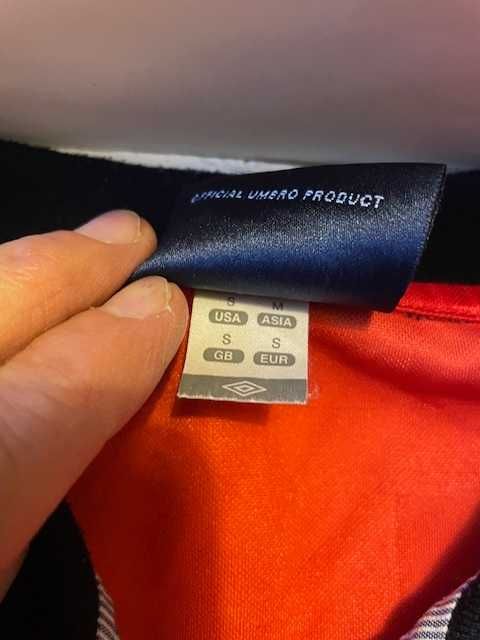 OFFICIAL UMBRO PRODUCT
S M
USA ASIA
S S
GB EUR